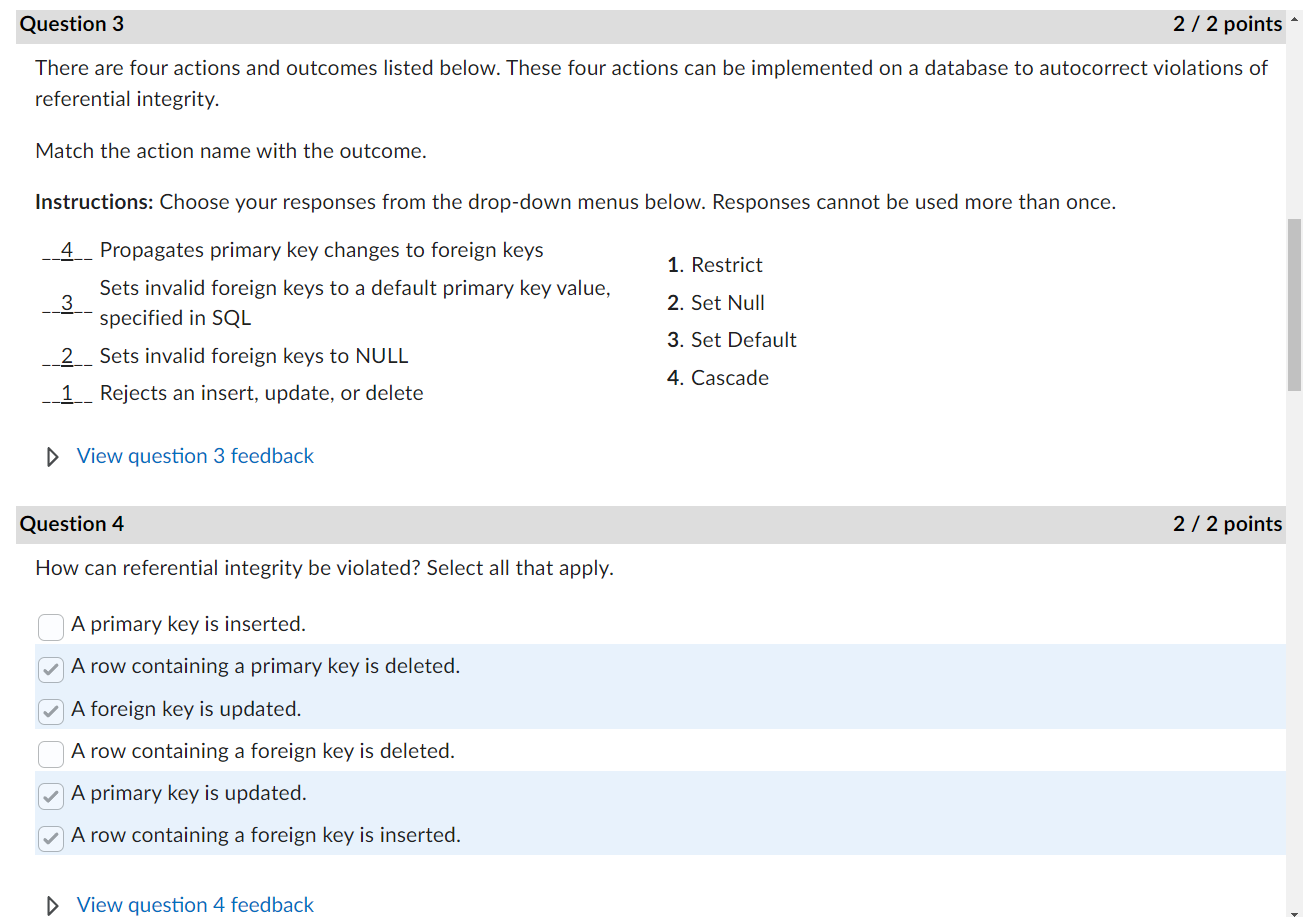 Question 3 2 / 2 points
There are four actions and outcomes listed below. These four actions can be implemented on a database to autocorrect violations of
referential integrity.
Match the action name with the outcome.
Instructions: Choose your responses from the drop-down menus below. Responses cannot be used more than once.
__4__ Propagates primary key changes to foreign keys
__3__ Sets invalid foreign keys to a default primary key value,
specified in SQL
__2__ Sets invalid foreign keys to NULL
__1__ Rejects an insert, update, or delete
1. Restrict
2. Set Null
3. Set Default
4. Cascade
View question 3 feedback
Question 4 2 / 2 points
How can referential integrity be violated? Select all that apply.
A primary key is inserted.
A row containing a primary key is deleted.
A foreign key is updated.
A row containing a foreign key is deleted.
A primary key is updated.
A row containing a foreign key is inserted.
View question 4 feedback